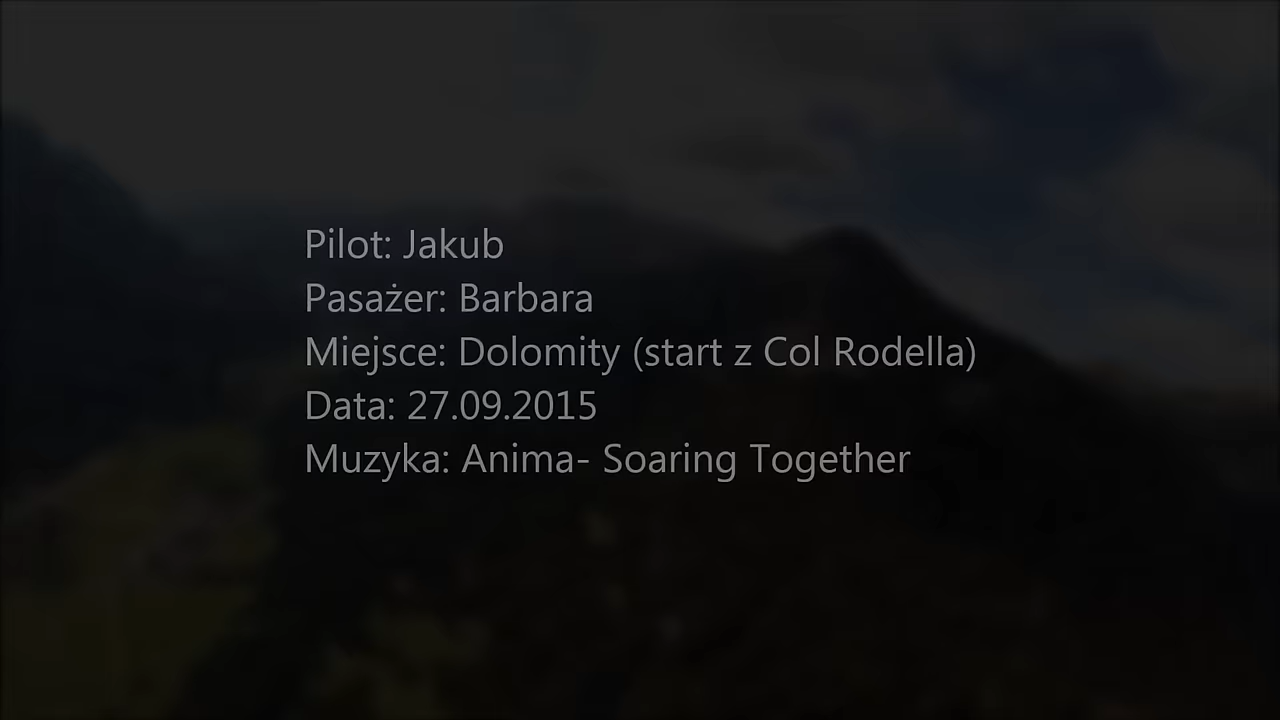 Pilot: Jakub
Pasażer: Barbara
Miejsce: Dolomity (start z Col Rodella)
Data: 27.09.2015
Muzyka: Anima- Soaring Together